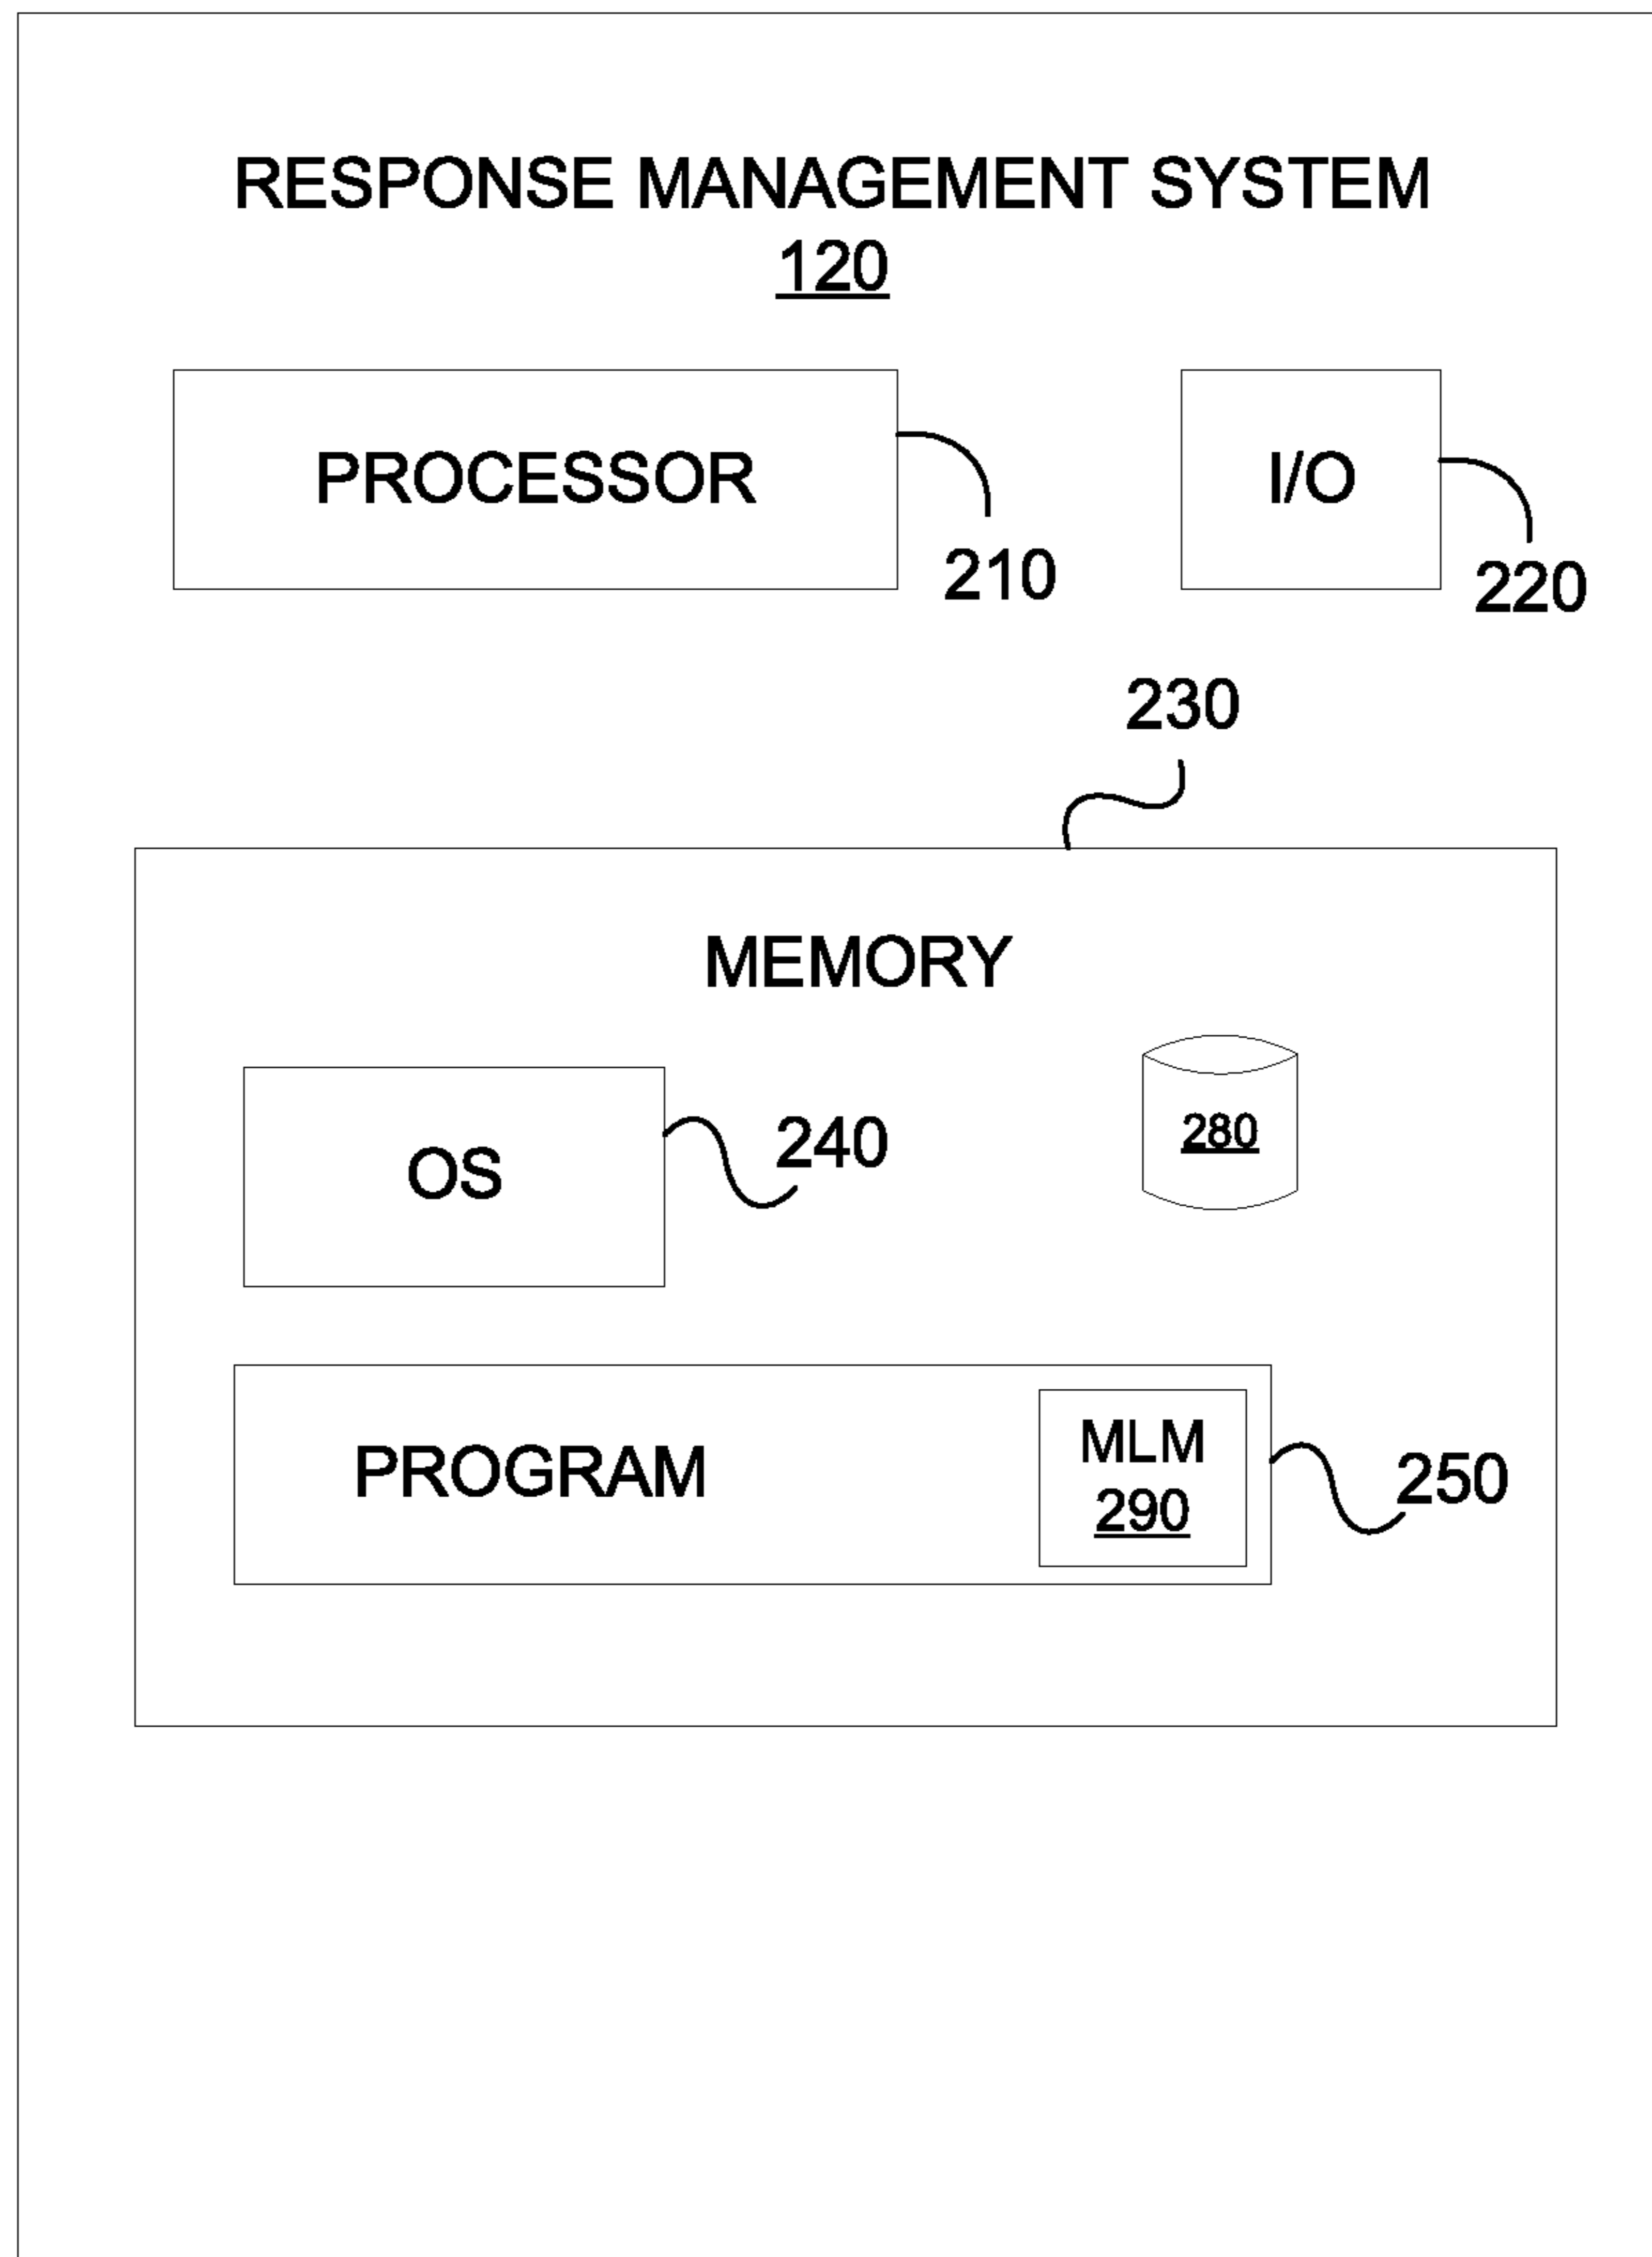 RESPONSE MANAGEMENT SYSTEM
120
PROCESSOR
I/O
210
220
230
MEMORY
280
240
OS
MLM
PROGRAM
250
290